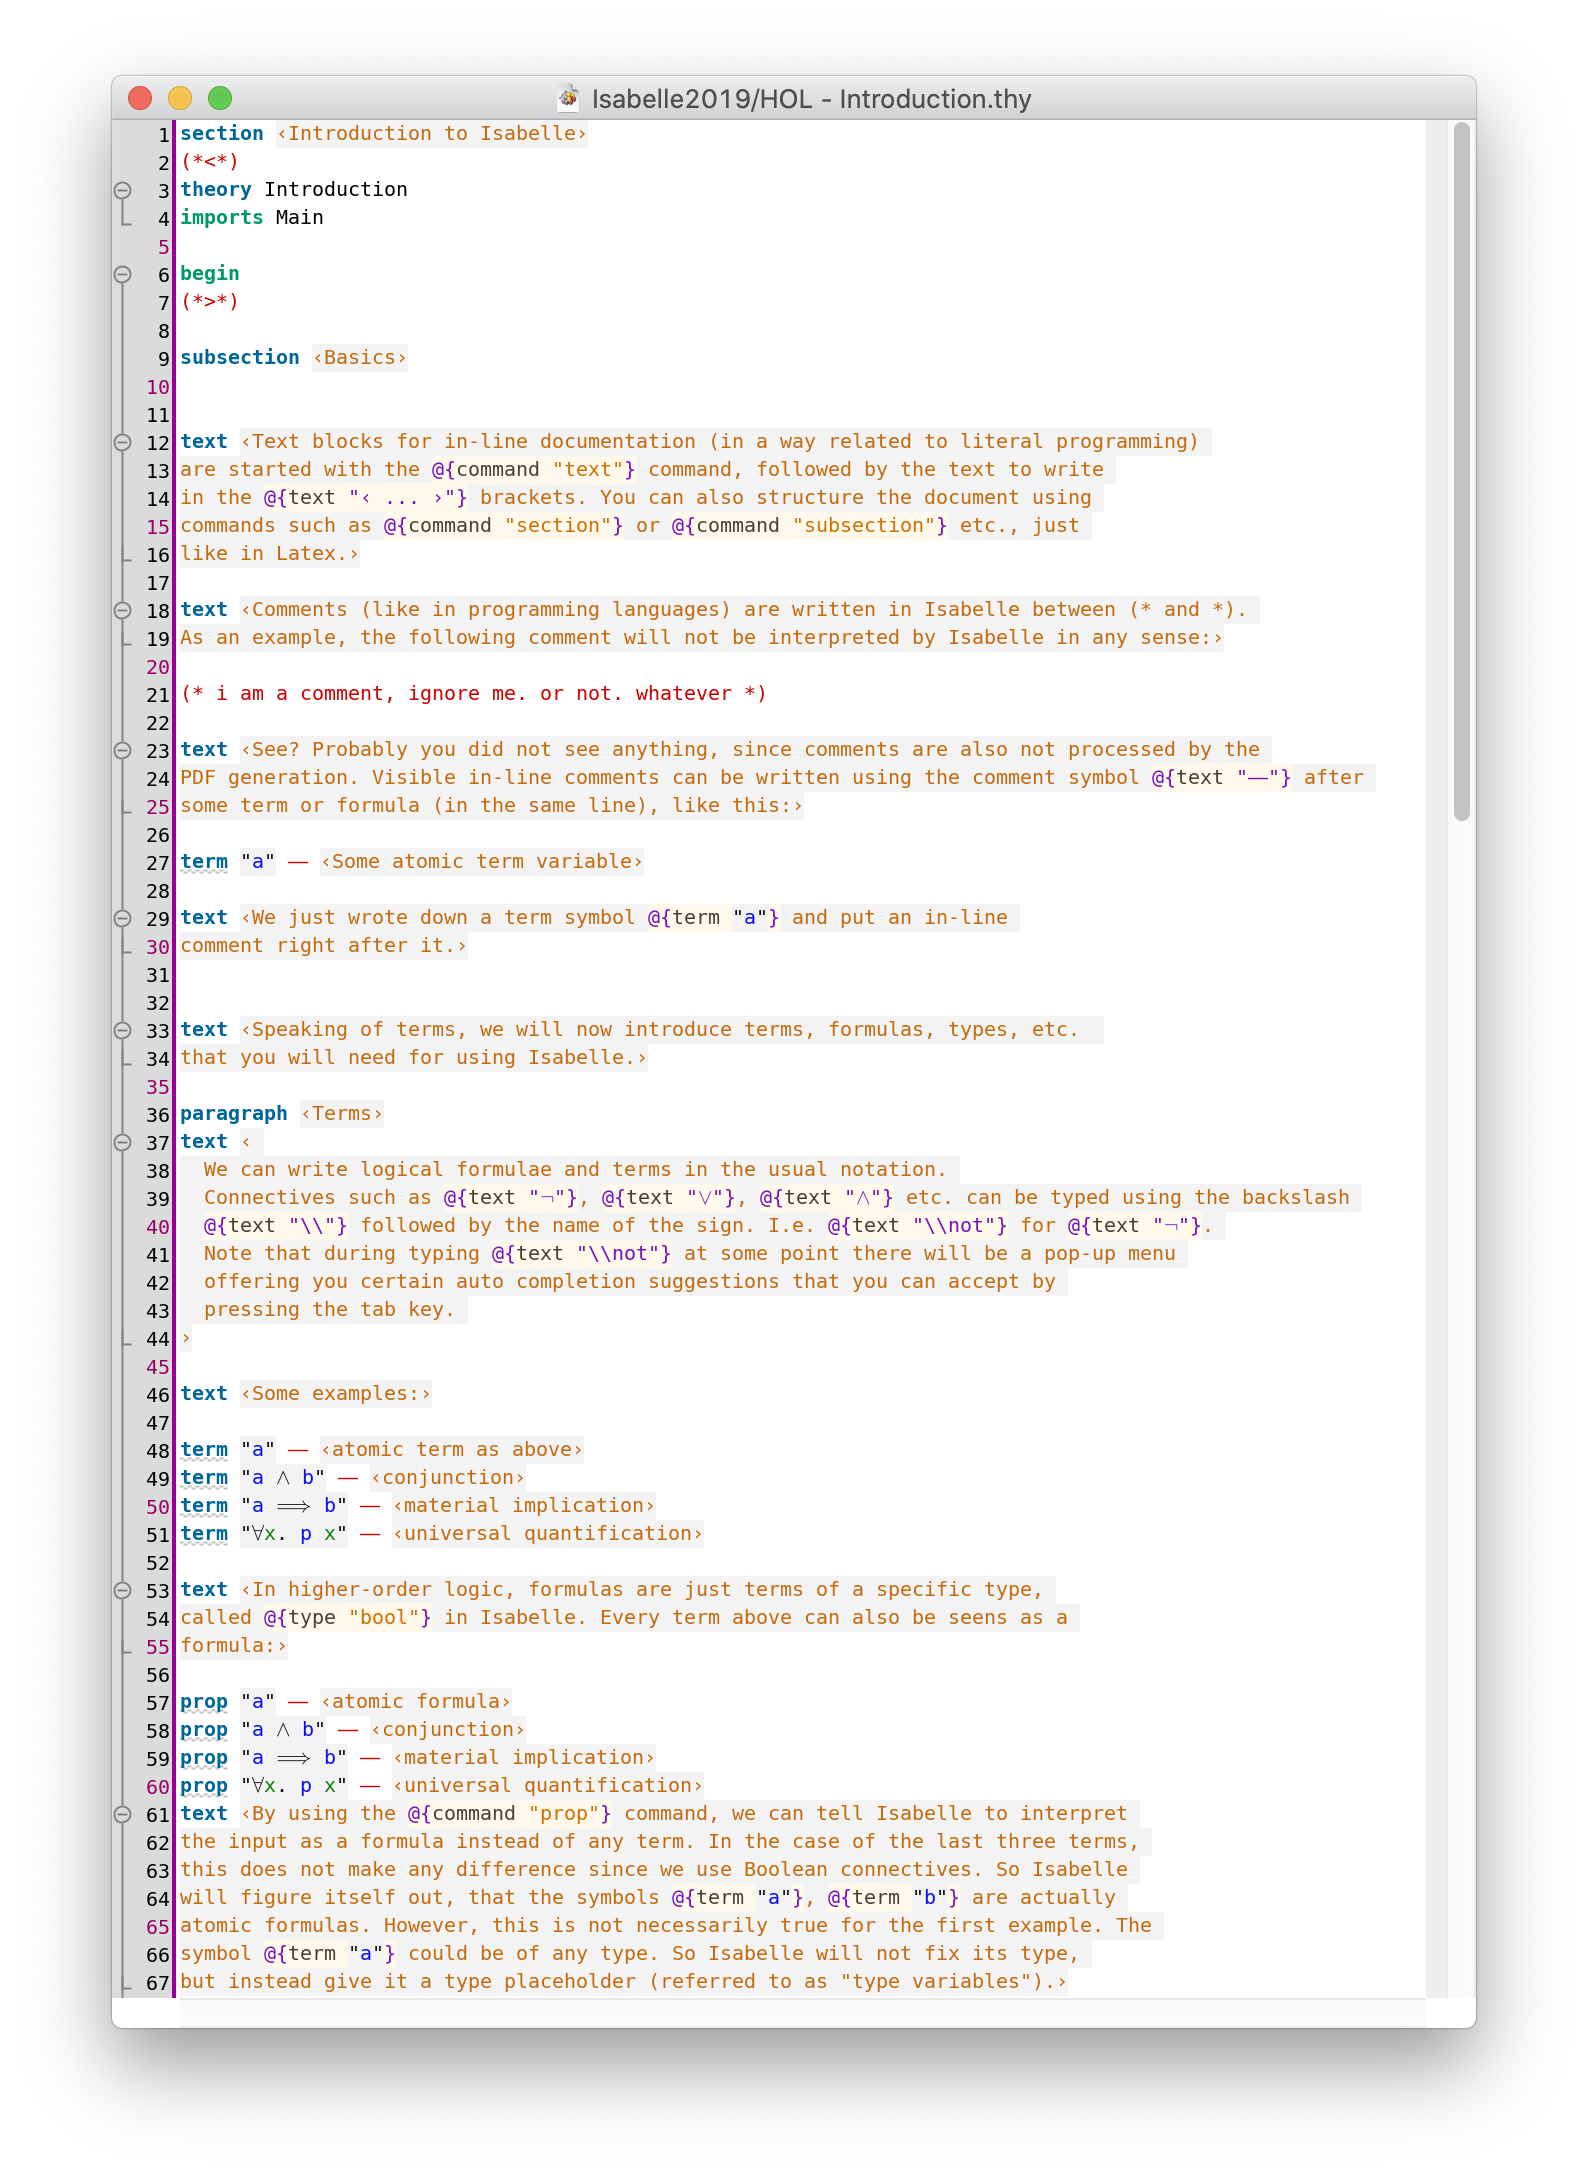 Isabelle2019/HOL - Introduction.thy
1 section ‹Introduction to Isabelle›
2 (*<*)
3 theory Introduction
4 imports Main
5
6 begin
7 (*>*)
8
9 subsection ‹Basics›
10
11
12 text ‹Text blocks for in-line documentation (in a way related to literal programming)
13 are started with the @{command "text"} command, followed by the text to write
14 in the @{text "‹ ... ›"} brackets. You can also structure the document using
15 commands such as @{command "section"} or @{command "subsection"} etc., just
16 like in Latex.›
17
18 text ‹Comments (like in programming languages) are written in Isabelle between (* and *).
19 As an example, the following comment will not be interpreted by Isabelle in any sense:›
20
21 (* i am a comment, ignore me. or not. whatever *)
22
23 text ‹See? Probably you did not see anything, since comments are also not processed by the
24 PDF generation. Visible in-line comments can be written using the comment symbol @{text "—"} after
25 some term or formula (in the same line), like this:›
26
27 term "a" — ‹Some atomic term variable›
28
29 text ‹We just wrote down a term symbol @{term "a"} and put an in-line
30 comment right after it.›
31
32
33 text ‹Speaking of terms, we will now introduce terms, formulas, types, etc.
34 that you will need for using Isabelle.›
35
36 paragraph ‹Terms›
37 text ‹
38 We can write logical formulae and terms in the usual notation.
39 Connectives such as @{text "¬"}, @{text "∨"}, @{text "∧"} etc. can be typed using the backslash
40 @{text "\\"} followed by the name of the sign. I.e. @{text "\\not"} for @{text "¬"}.
41 Note that during typing @{text "\\not"} at some point there will be a pop-up menu
42 offering you certain auto completion suggestions that you can accept by
43 pressing the tab key.
44 ›
45
46 text ‹Some examples:›
47
48 term "a" — ‹atomic term as above›
49 term "a ∧ b" — ‹conjunction›
50 term "a ⟹ b" — ‹material implication›
51 term "∀x. p x" — ‹universal quantification›
52
53 text ‹In higher-order logic, formulas are just terms of a specific type,
54 called @{type "bool"} in Isabelle. Every term above can also be seens as a
55 formula:›
56
57 prop "a" — ‹atomic formula›
58 prop "a ∧ b" — ‹conjunction›
59 prop "a ⟹ b" — ‹material implication›
60 prop "∀x. p x" — ‹universal quantification›
61 text ‹By using the @{command "prop"} command, we can tell Isabelle to interpret
62 the input as a formula instead of any term. In the case of the last three terms,
63 this does not make any difference since we use Boolean connectives. So Isabelle
64 will figure itself out, that the symbols @{term "a"}, @{term "b"} are actually
65 atomic formulas. However, this is not necessarily true for the first example. The
66 symbol @{term "a"} could be of any type. So Isabelle will not fix its type,
67 but instead give it a type placeholder (referred to as "type variables").›